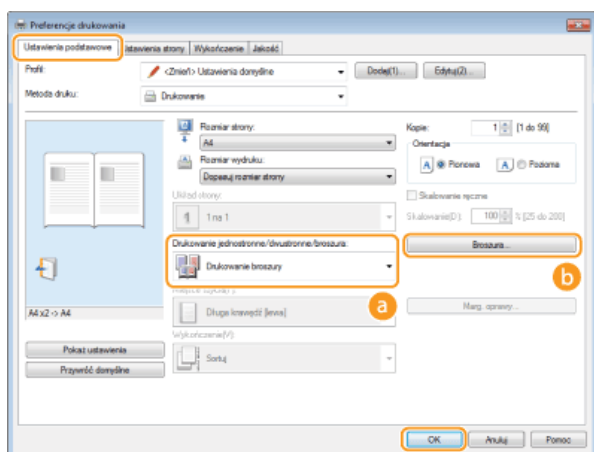 Preferencje drukowania
Ustawienia podstawowe
Ustawienia strony
Wykończenie
Jakość
Profil:
<Zmień> Ustawienia domyślne
Dodaj(1)...
Edytuj(2)...
Metoda druku:
Drukowanie
Rozmiar strony:
A4
Rozmiar wydruku:
Dopasuj rozmiar strony
Układ strony:
1
1 na 1
Drukowanie jednostronne/dwustronne/broszura:
Drukowanie broszury
a
Długa krawędź [lewa]
Wykończenie(V):
Sortuj
Kopie:
1 [1 do 99]
Orientacja
A Pionowa
A Pozioma
Skalowanie ręczne
Skalowanie(D): 100 % [25 do 200]
Broszura...
b
Marg. oprawy...
A4 x2 -> A4
Pokaż ustawienia
Przywróć domyślne
OK
Anuluj
Pomoc